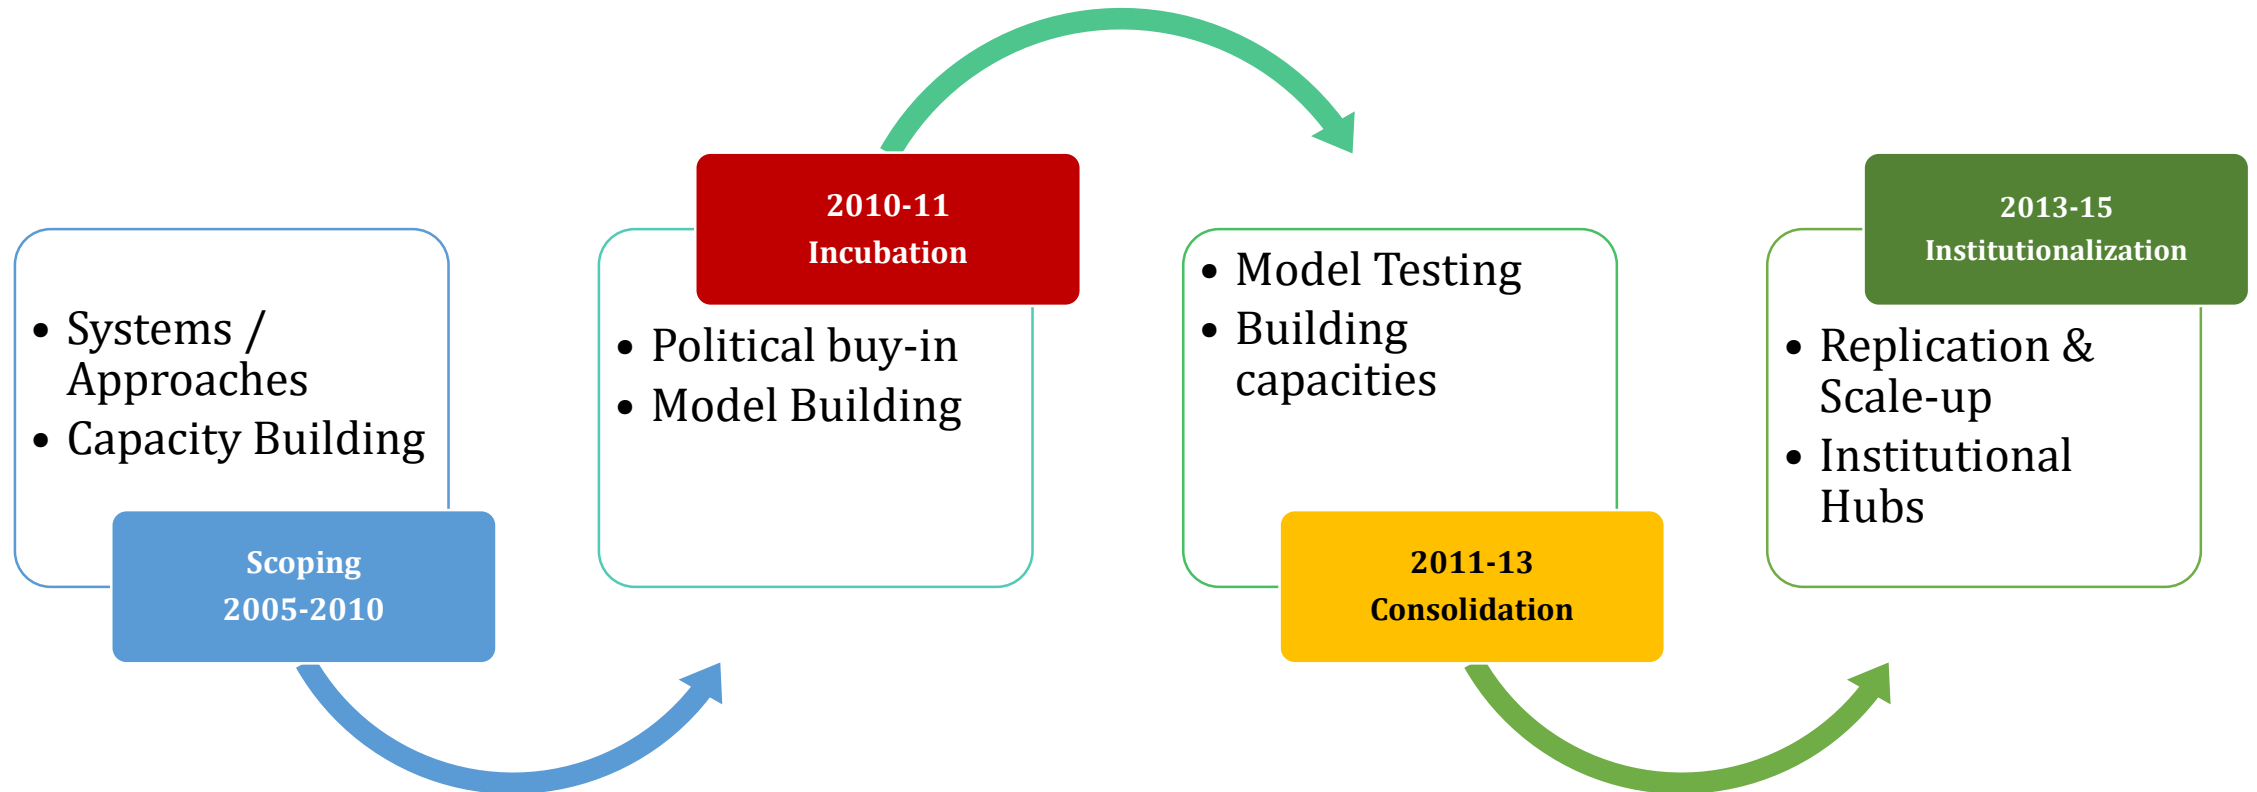 • Systems /
Approaches
• Capacity Building
Scoping
2005-2010
2010-11
Incubation
• Political buy-in
• Model Building
• Model Testing
• Building
capacities
2011-13
Consolidation
2013-15
Institutionalization
• Replication &
Scale-up
• Institutional
Hubs